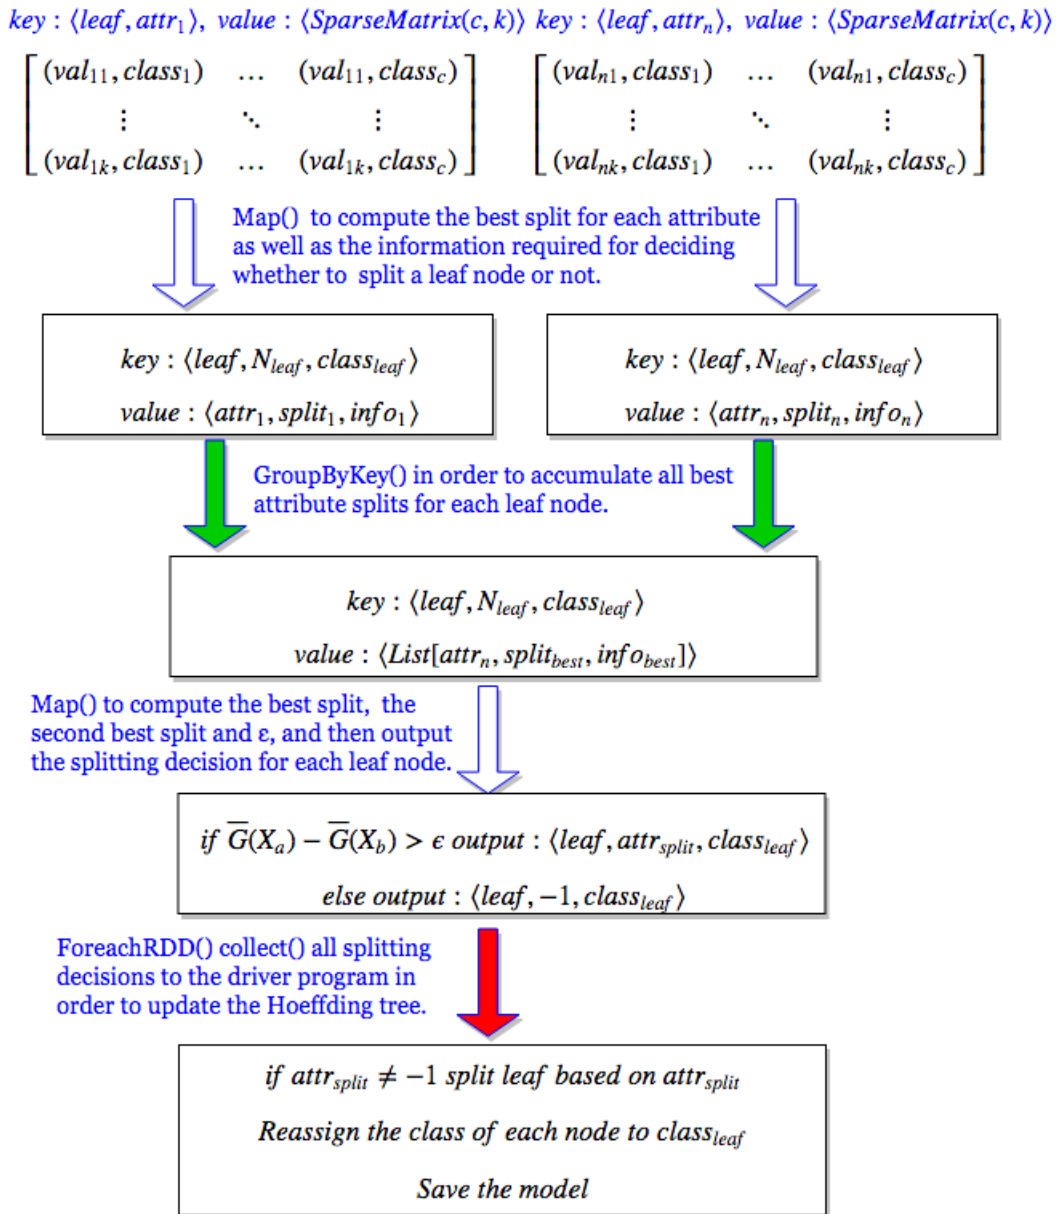 key : ⟨leaf, attr₁⟩, value : ⟨SparseMatrix(c, k)⟩ key : ⟨leaf, attrₙ⟩, value : ⟨SparseMatrix(c, k)⟩
[ (val₁₁, class₁) … (val₁₁, class_c) ] [ (valₙ₁, class₁) … (valₙ₁, class_c) ]
⋮ ⋱ ⋮ ⋮ ⋱ ⋮
[ (val₁ₖ, class₁) … (val₁ₖ, class_c) ] [ (valₙₖ, class₁) … (valₙₖ, class_c) ]
Map() to compute the best split for each attribute
as well as the information required for deciding
whether to split a leaf node or not.
key : ⟨leaf, N_leaf, class_leaf⟩
value : ⟨attr₁, split₁, info₁⟩
key : ⟨leaf, N_leaf, class_leaf⟩
value : ⟨attrₙ, splitₙ, infoₙ⟩
GroupByKey() in order to accumulate all best
attribute splits for each leaf node.
key : ⟨leaf, N_leaf, class_leaf⟩
value : ⟨List[attrₙ, split_best, info_best]⟩
Map() to compute the best split, the
second best split and ε, and then output
the splitting decision for each leaf node.
if G̅(X_a) − G̅(X_b) > ϵ output : ⟨leaf, attr_split, class_leaf⟩
else output : ⟨leaf, −1, class_leaf⟩
ForeachRDD() collect() all splitting
decisions to the driver program in
order to update the Hoeffding tree.
if attr_split ≠ −1 split leaf based on attr_split
Reassign the class of each node to class_leaf
Save the model